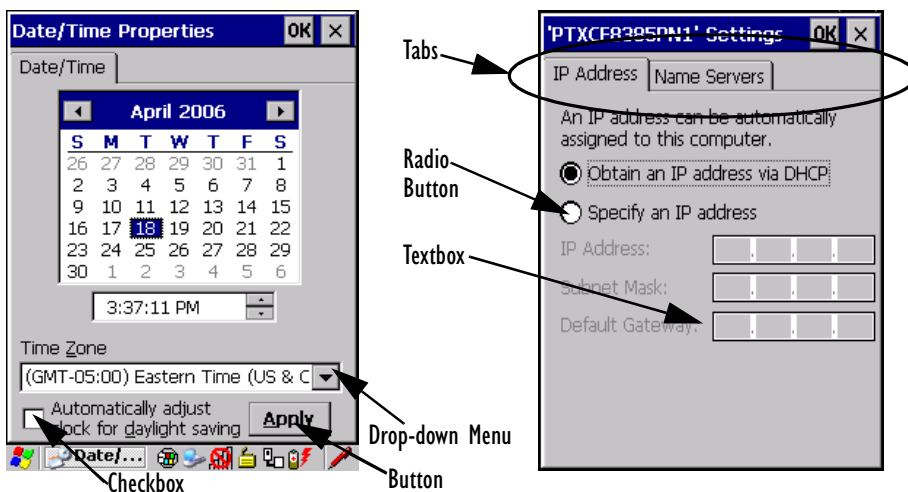 Date/Time Properties OK ×
Date/Time
April 2006
S M T W T F S
26 27 28 29 30 31 1
2 3 4 5 6 7 8
9 10 11 12 13 14 15
16 17 18 19 20 21 22
23 24 25 26 27 28 29
30 1 2 3 4 5 6
3:37:11 PM
Time Zone
(GMT-05:00) Eastern Time (US & C
Automatically adjust
clock for daylight saving
Apply
Date/...
Checkbox
Button
Drop-down Menu
Tabs
Radio
Button
Textbox
'PTXCF8385PN1' Settings OK ×
IP Address Name Servers
An IP address can be automatically
assigned to this computer.
Obtain an IP address via DHCP
Specify an IP address
IP Address: . . .
Subnet Mask: . . .
Default Gateway: . . .